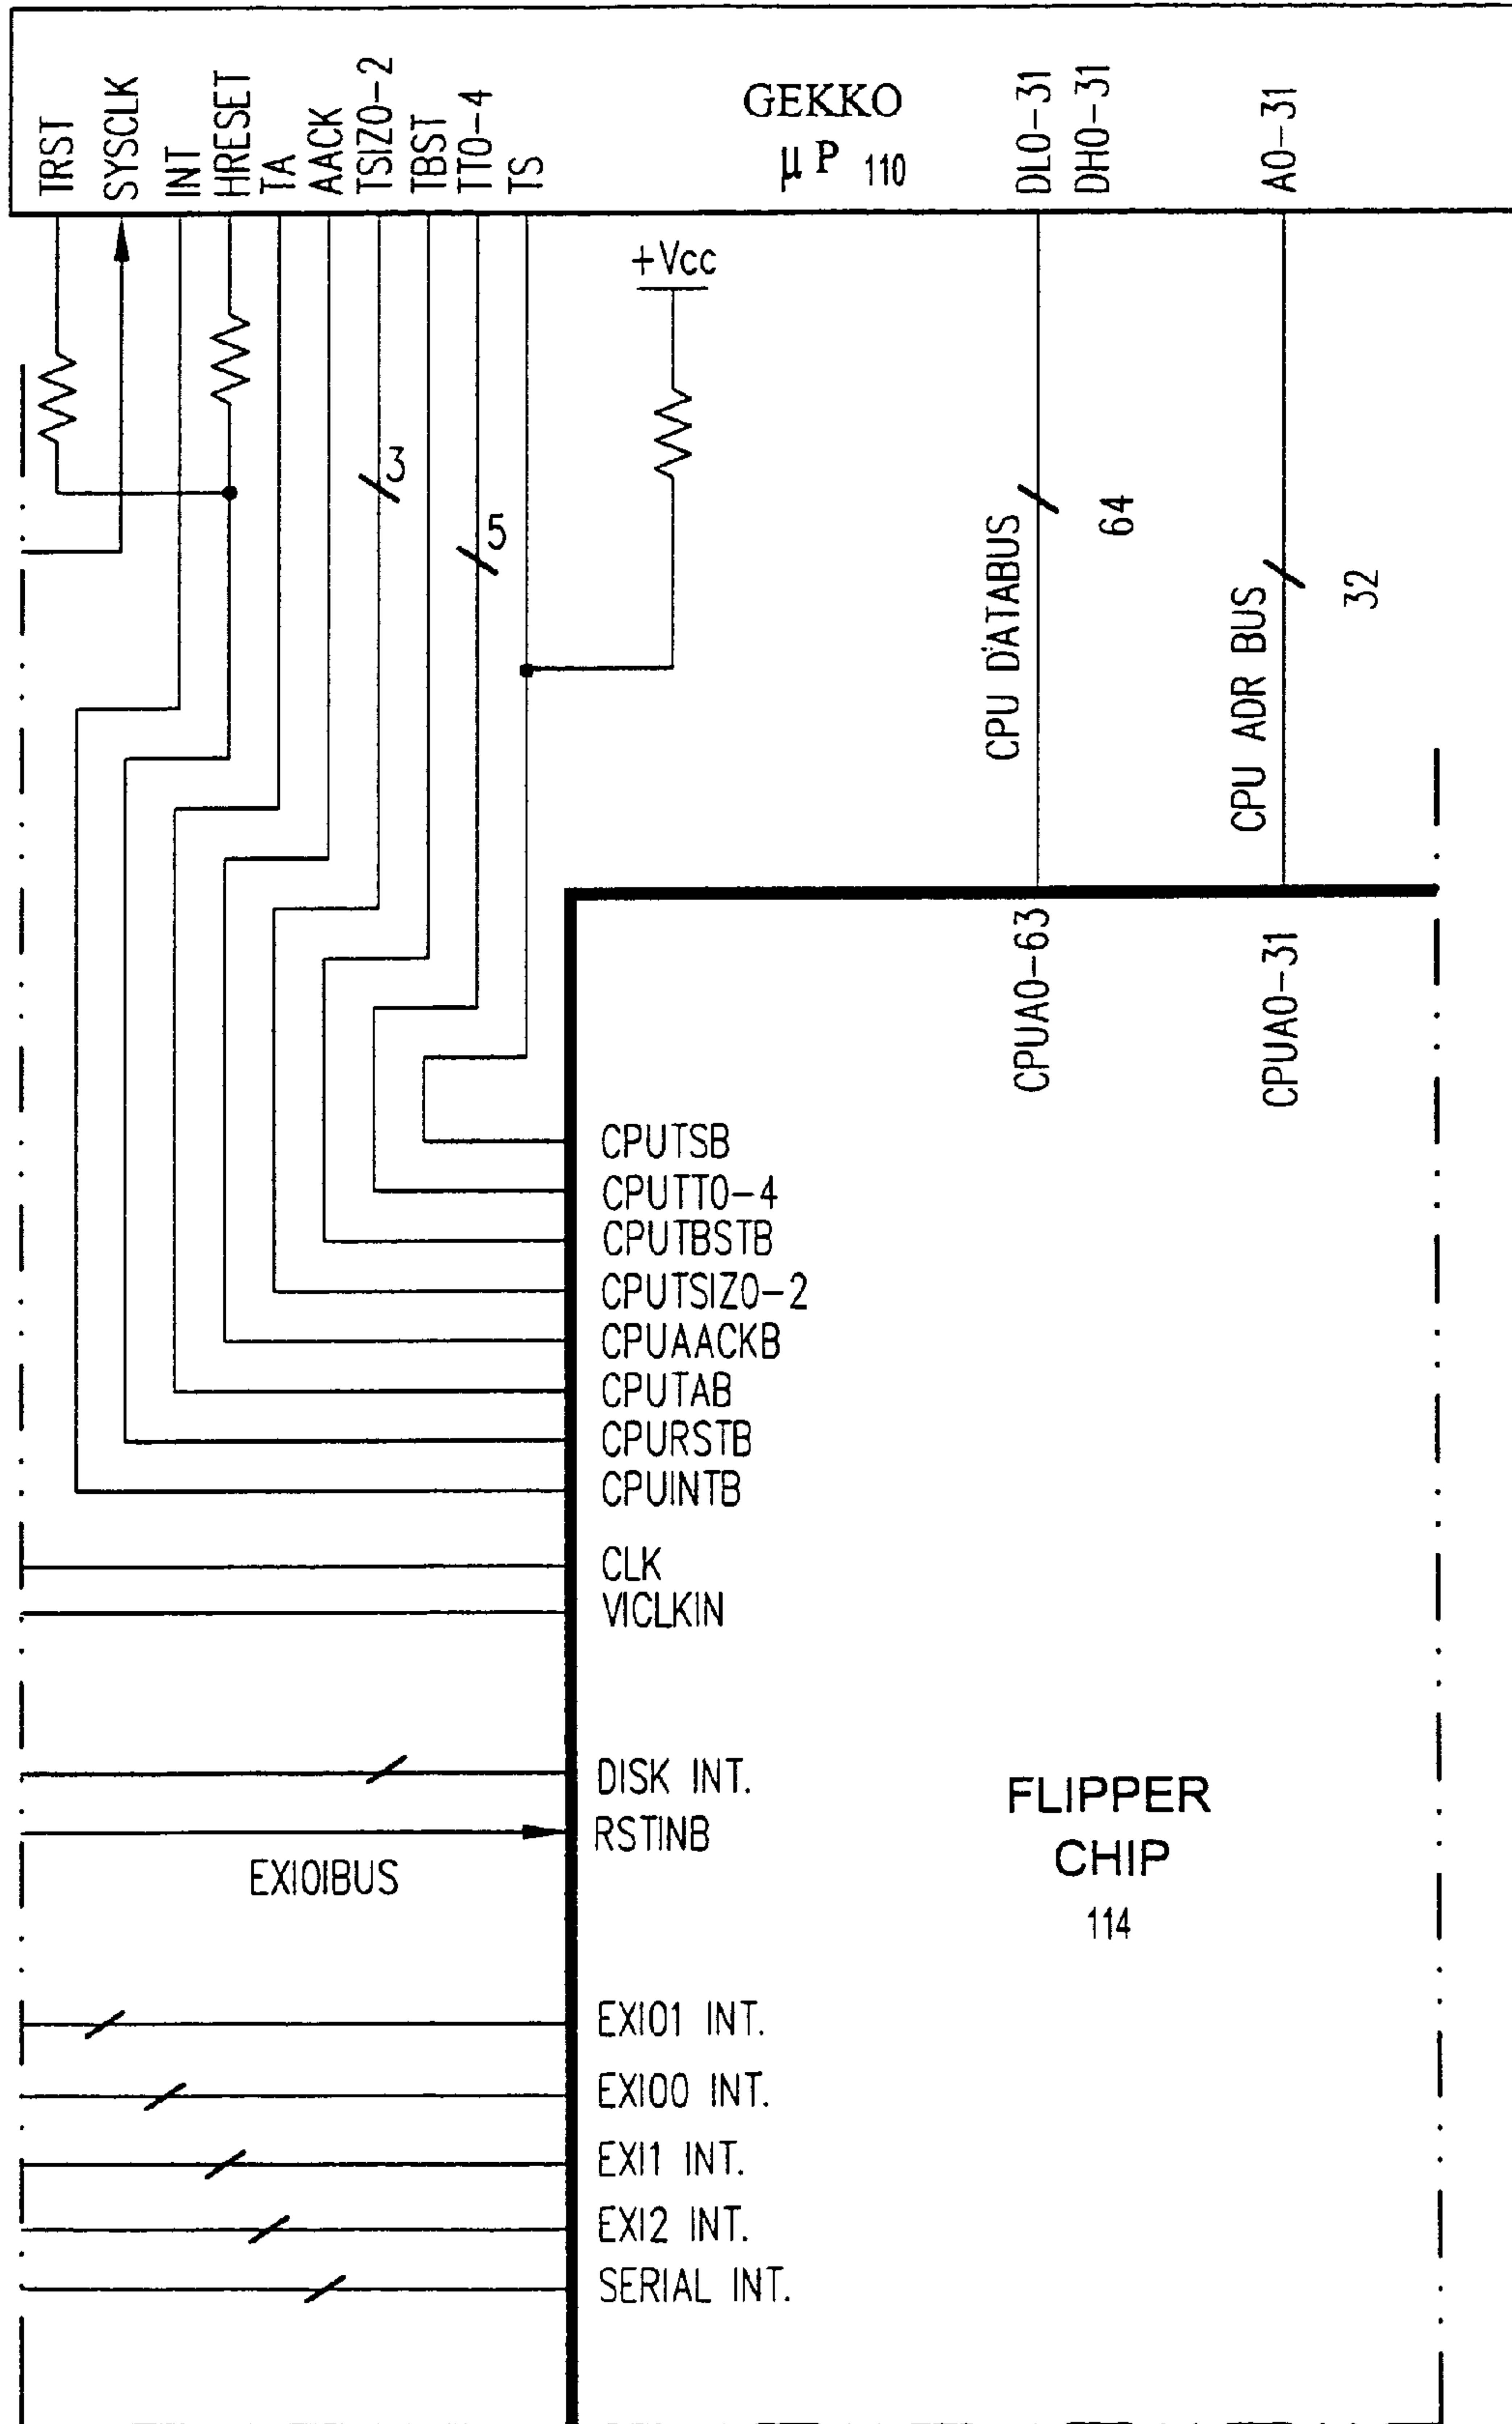 TRST
SYSCLK
INT
HRESET
TA
AACK
TSIZ0-2
TBST
TT0-4
TS
GEKKO
μP 110
DL0-31
DH0-31
A0-31
+Vcc
3
5
CPU DATABUS
64
CPU ADR BUS
32
CPUA0-63
CPUA0-31
CPUTSB
CPUTT0-4
CPUTBSTB
CPUTSIZ0-2
CPUAACKB
CPUTAB
CPURSTB
CPUINTB
CLK
VICLKIN
DISK INT.
RSTINB
EXI0IBUS
FLIPPER
CHIP
114
EXI01 INT.
EXI00 INT.
EXI1 INT.
EXI2 INT.
SERIAL INT.